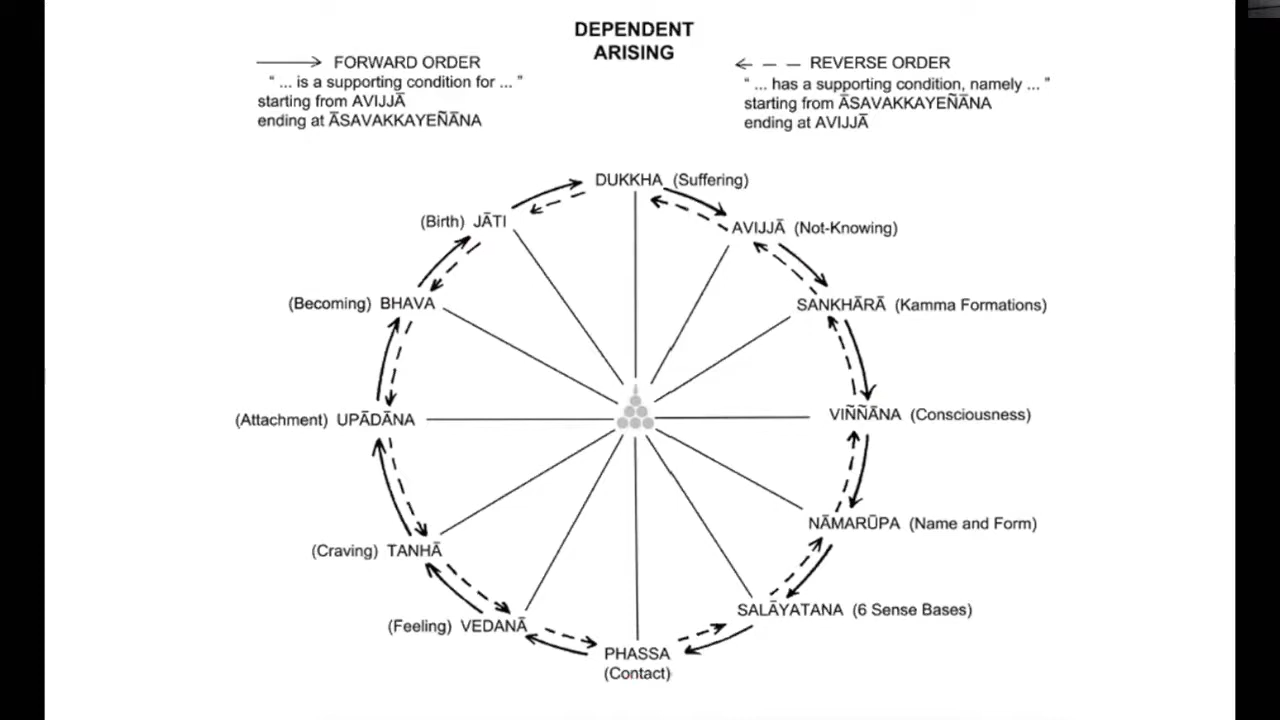 DEPENDENT
ARISING
FORWARD ORDER
“ ... is a supporting condition for ... ”
starting from AVIJJĀ
ending at ĀSAVAKKAYEÑĀNA
REVERSE ORDER
“ ... has a supporting condition, namely ... ”
starting from ĀSAVAKKAYEÑĀNA
ending at AVIJJĀ
DUKKHA (Suffering)
AVIJJĀ (Not-Knowing)
SANKHĀRĀ (Kamma Formations)
VIÑÑĀNA (Consciousness)
NĀMARŪPA (Name and Form)
SALĀYATANA (6 Sense Bases)
PHASSA
(Contact)
(Feeling) VEDANĀ
(Craving) TANHĀ
(Attachment) UPĀDĀNA
(Becoming) BHAVA
(Birth) JĀTI